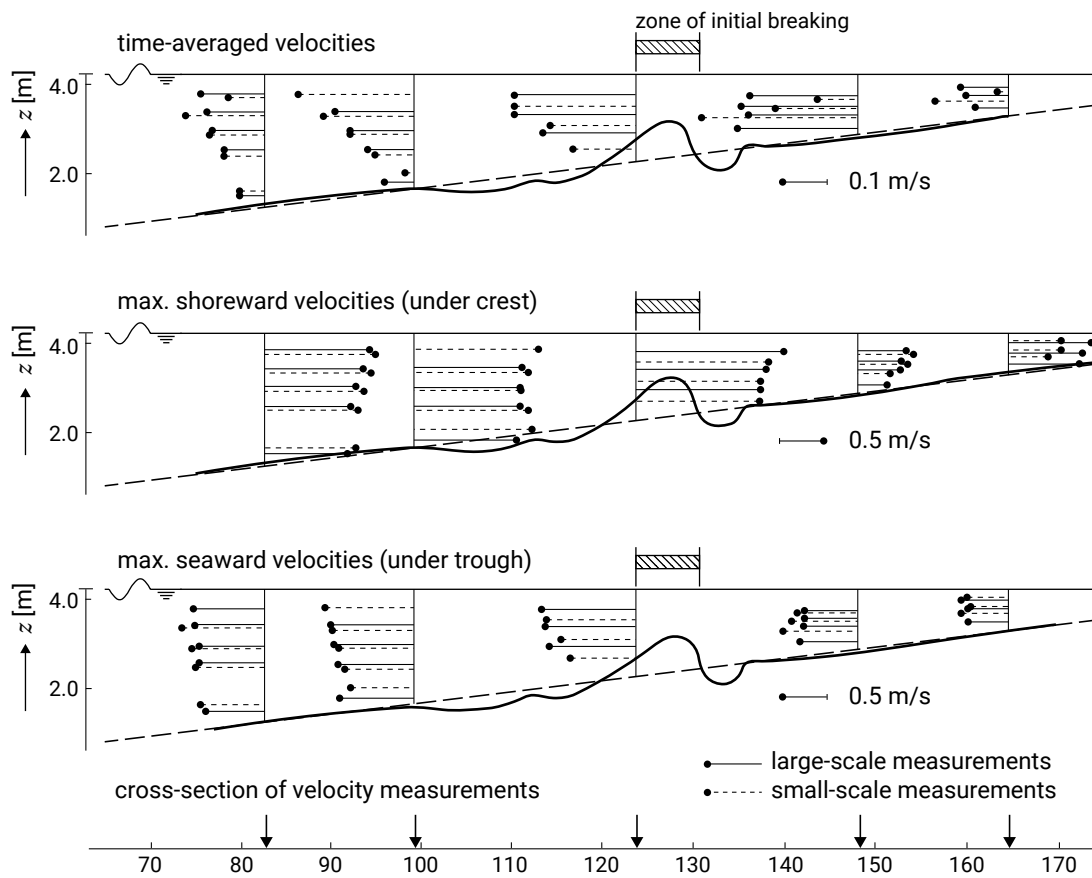 zone of initial breaking
time-averaged velocities
z [m]
4.0
2.0
0.1 m/s
max. shoreward velocities (under crest)
z [m]
4.0
2.0
0.5 m/s
max. seaward velocities (under trough)
z [m]
4.0
2.0
0.5 m/s
large-scale measurements
cross-section of velocity measurements
small-scale measurements
70 80 90 100 110 120 130 140 150 160 170